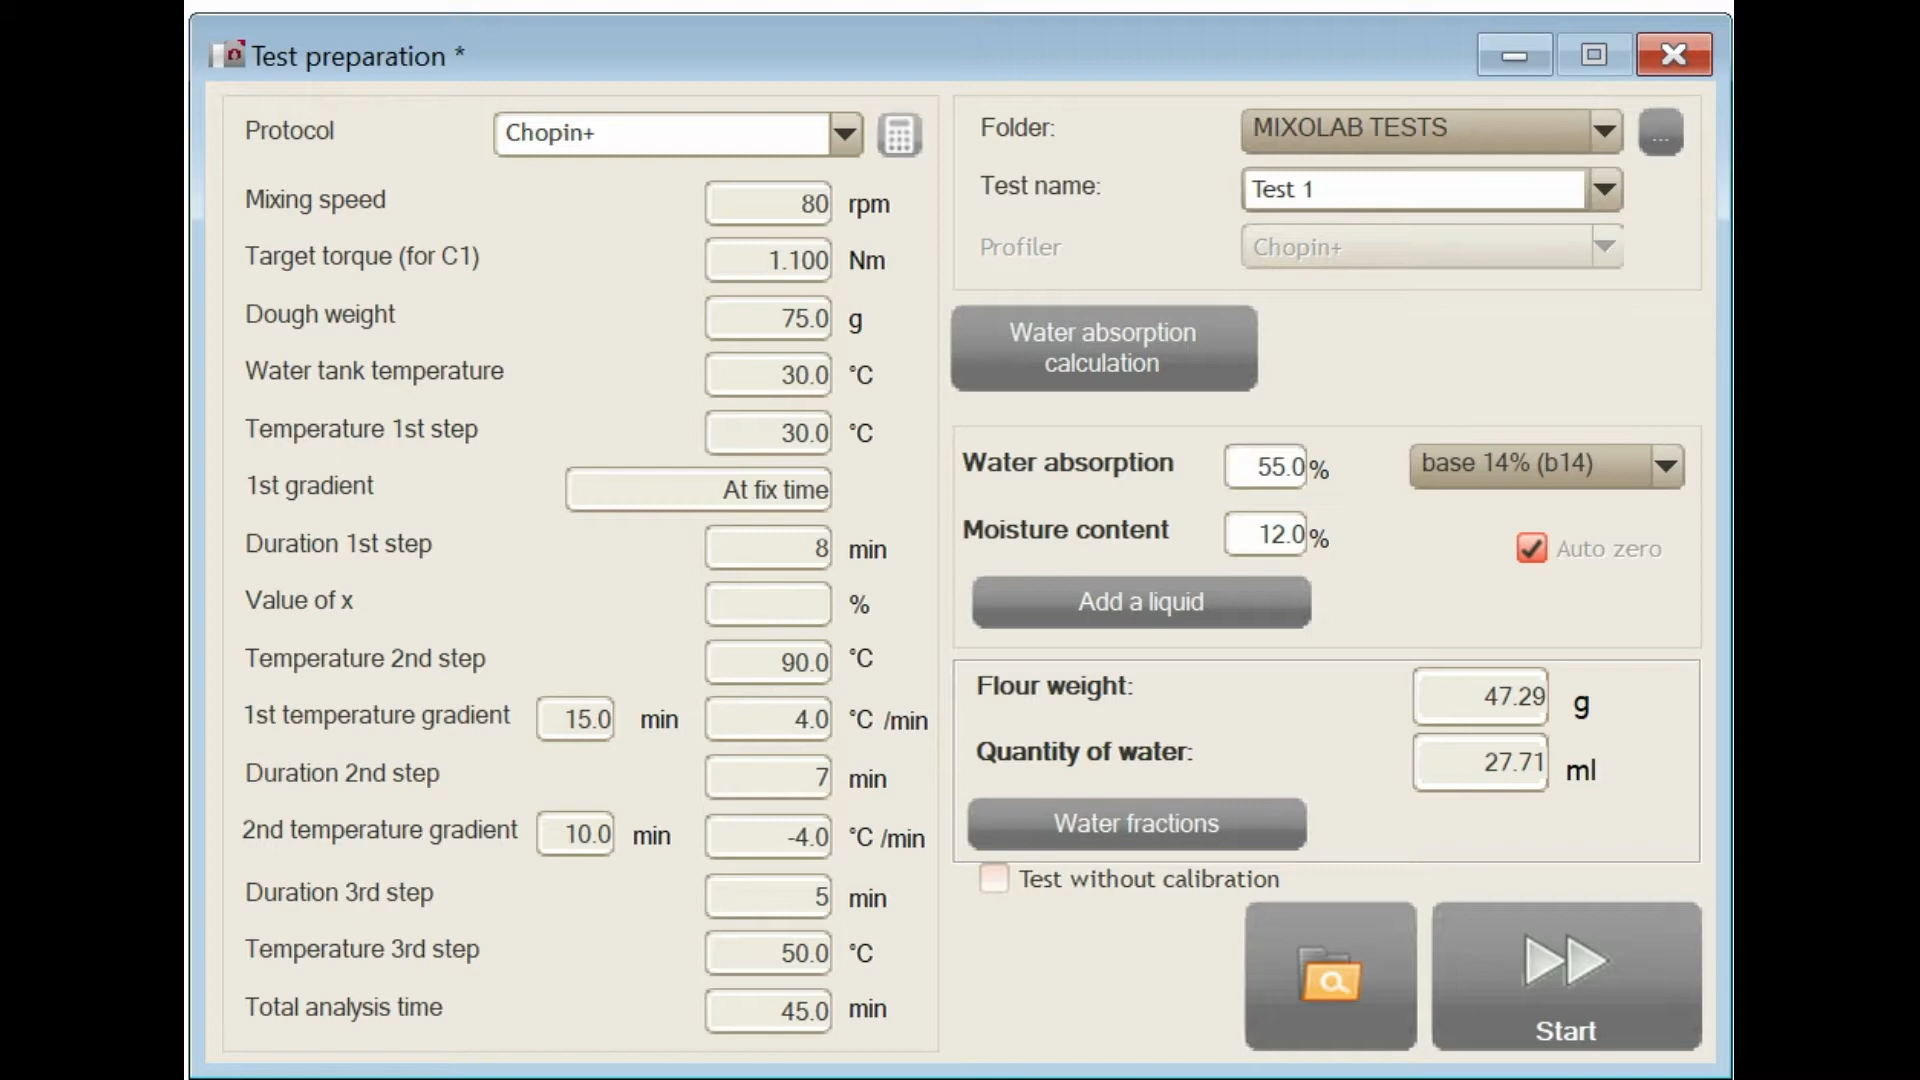 Test preparation *
Protocol Chopin+
Mixing speed 80 rpm
Target torque (for C1) 1.100 Nm
Dough weight 75.0 g
Water tank temperature 30.0 °C
Temperature 1st step 30.0 °C
1st gradient At fix time
Duration 1st step 8 min
Value of x %
Temperature 2nd step 90.0 °C
1st temperature gradient 15.0 min 4.0 °C /min
Duration 2nd step 7 min
2nd temperature gradient 10.0 min -4.0 °C /min
Duration 3rd step 5 min
Temperature 3rd step 50.0 °C
Total analysis time 45.0 min
Folder: MIXOLAB TESTS ...
Test name: Test 1
Profiler Chopin+
Water absorption
calculation
Water absorption 55.0 % base 14% (b14)
Moisture content 12.0 %
Auto zero
Add a liquid
Flour weight: 47.29 g
Quantity of water: 27.71 ml
Water fractions
Test without calibration
Start